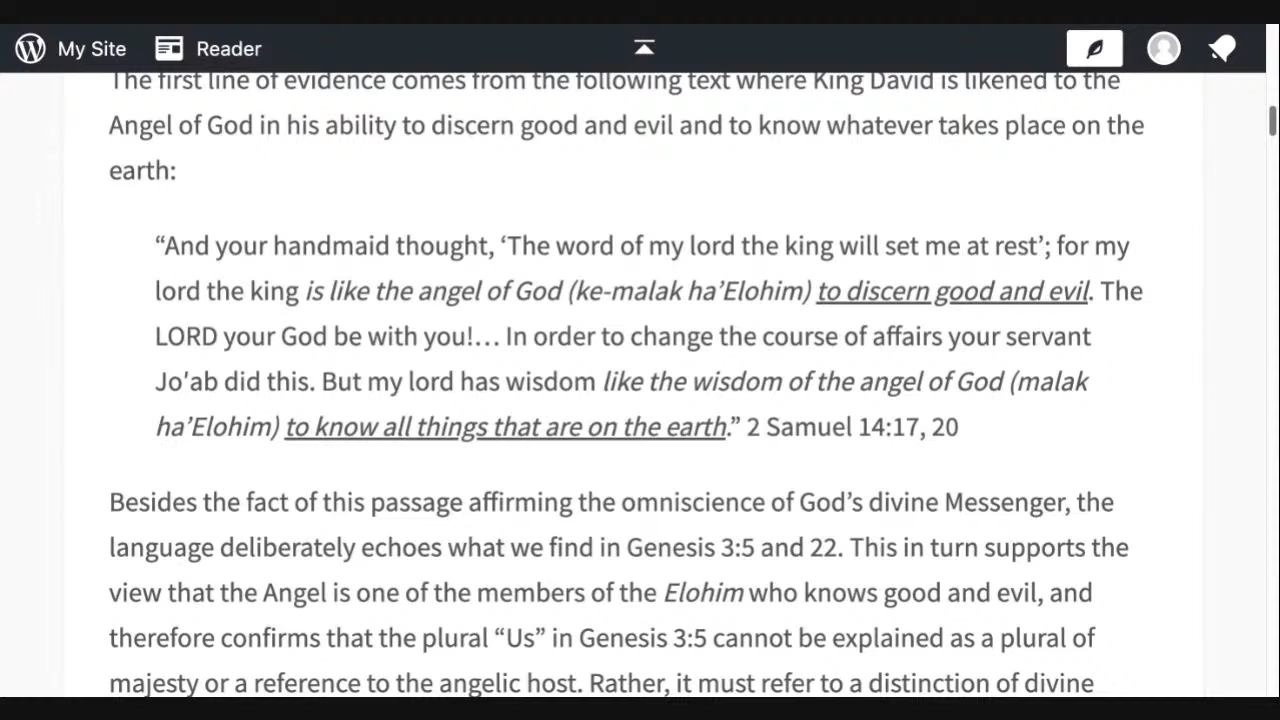 My Site Reader
The first line of evidence comes from the following text where King David is likened to the
Angel of God in his ability to discern good and evil and to know whatever takes place on the
earth:
“And your handmaid thought, ‘The word of my lord the king will set me at rest’; for my
lord the king is like the angel of God (ke-malak ha’Elohim) to discern good and evil. The
LORD your God be with you!… In order to change the course of affairs your servant
Jo′ab did this. But my lord has wisdom like the wisdom of the angel of God (malak
ha’Elohim) to know all things that are on the earth.” 2 Samuel 14:17, 20
Besides the fact of this passage affirming the omniscience of God’s divine Messenger, the
language deliberately echoes what we find in Genesis 3:5 and 22. This in turn supports the
view that the Angel is one of the members of the Elohim who knows good and evil, and
therefore confirms that the plural “Us” in Genesis 3:5 cannot be explained as a plural of
majesty or a reference to the angelic host. Rather, it must refer to a distinction of divine